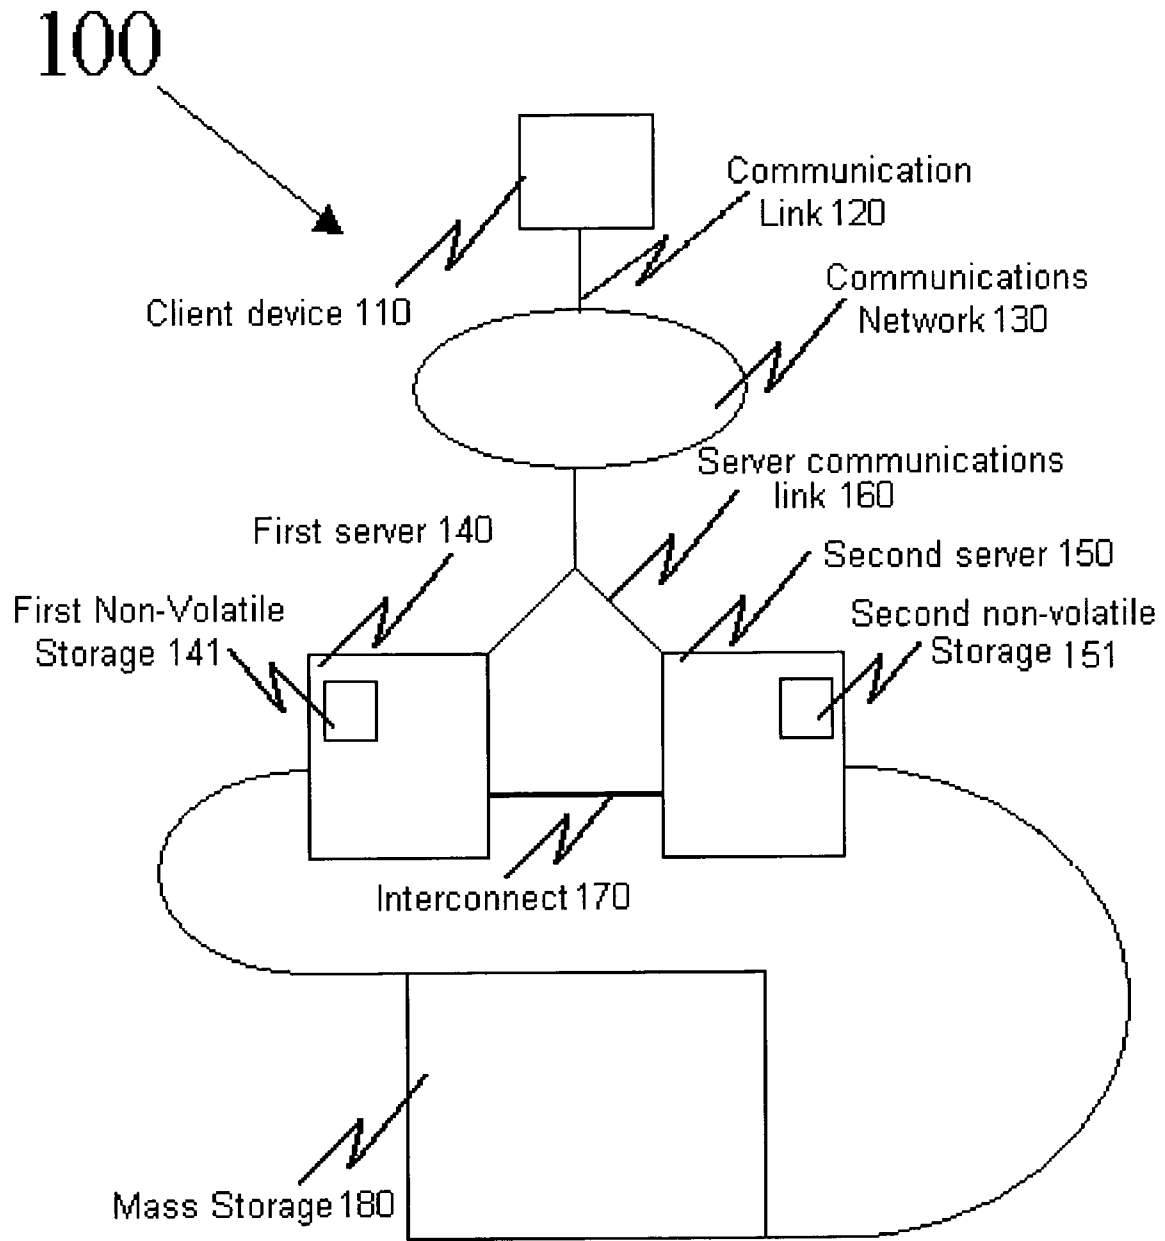 100
Communication
Link 120
Client device 110
Communications
Network 130
Server communications
link 160
First server 140
Second server 150
First Non-Volatile
Storage 141
Second non-volatile
Storage 151
Interconnect 170
Mass Storage 180